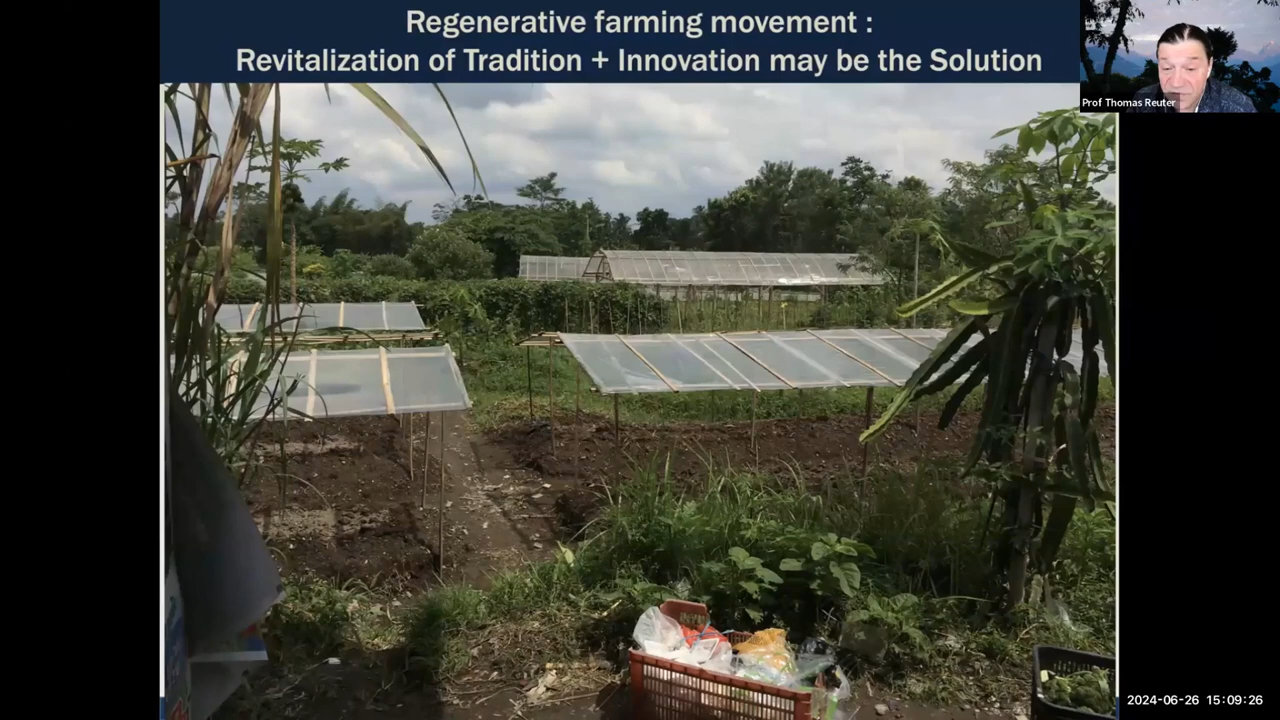 Regenerative farming movement :
Revitalization of Tradition + Innovation may be the Solution
Prof Thomas Reuter
2024-06-26 15:09:26